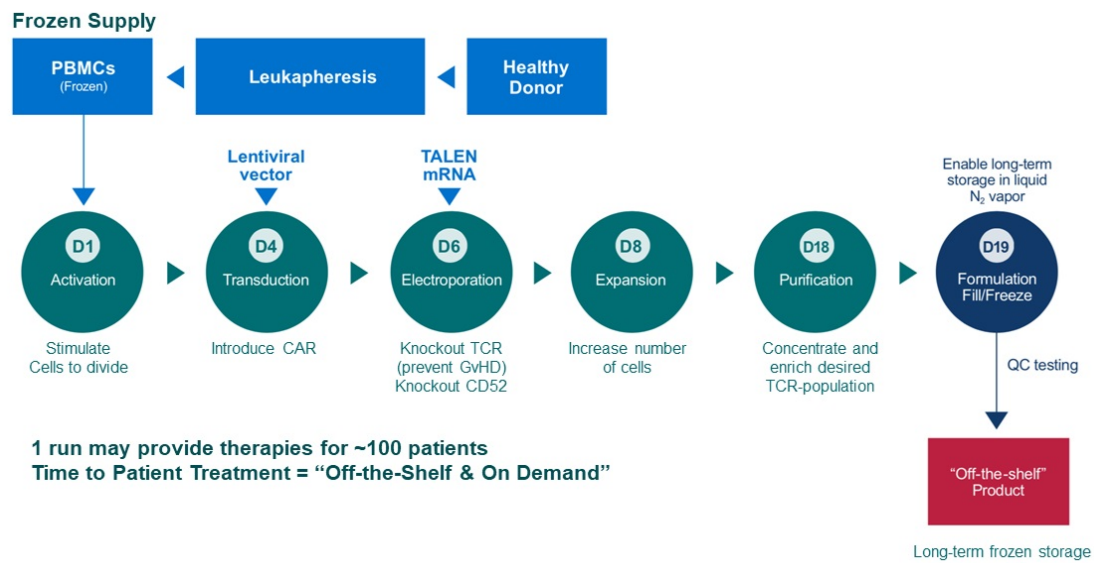 Frozen Supply
PBMCs
(Frozen)
Leukapheresis
Healthy
Donor
Lentiviral
vector
TALEN
mRNA
Enable long-term
storage in liquid
N₂ vapor
D1
Activation
D4
Transduction
D6
Electroporation
D8
Expansion
D18
Purification
D19
Formulation
Fill/Freeze
Stimulate
Cells to divide
Introduce CAR
Knockout TCR
(prevent GvHD)
Knockout CD52
Increase number
of cells
Concentrate and
enrich desired
TCR-population
QC testing
1 run may provide therapies for ~100 patients
Time to Patient Treatment = “Off-the-Shelf & On Demand”
“Off-the-shelf”
Product
Long-term frozen storage